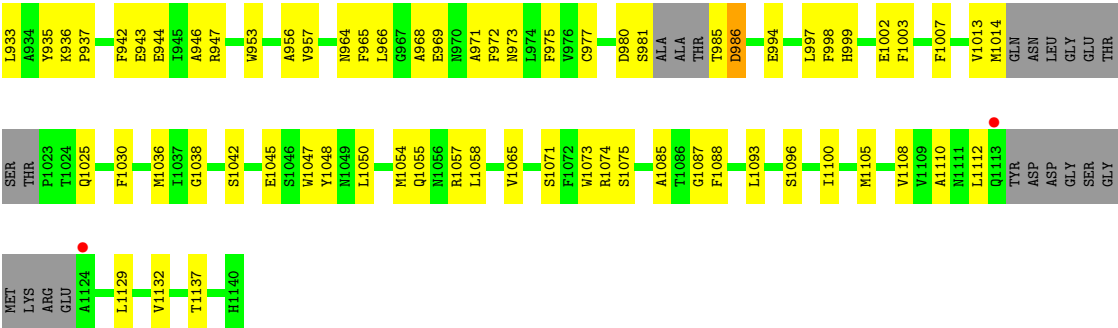 L933 A934 Y935 K936 P937 F942 E943 E944 I945 A946 R947 W953 A956 V957 N964 F965 L966 G967 A968 E969 N970 A971 F972 N973 L974 F975 V976 C977 D980 S981 ALA ALA THR T985 D986 E994 L997 F998 H999 E1002 F1003 F1007 V1013 M1014 GLN ASN LEU GLY GLU THR
SER THR P1023 T1024 Q1025 F1030 M1036 I1037 G1038 S1042 E1045 S1046 W1047 Y1048 N1049 L1050 M1054 Q1055 N1056 R1057 L1058 V1065 S1071 F1072 W1073 R1074 S1075 A1085 T1086 G1087 F1088 L1093 S1096 I1100 M1105 V1108 V1109 A1110 N1111 L1112 Q1113 TYR ASP ASP GLY SER GLY
MET LYS ARG GLU A1124 L1129 V1132 T1137 H1140